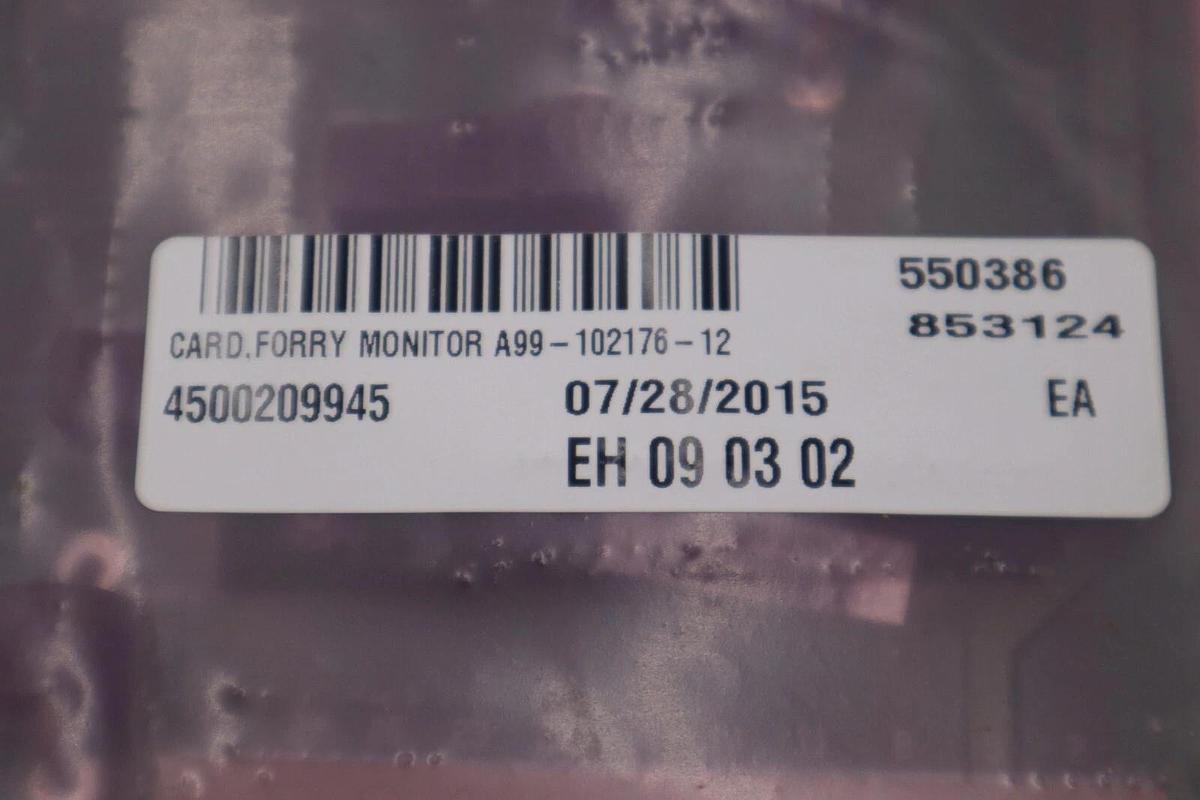 550386
853124
CARD,FORRY MONITOR A99-102176-12
4500209945 07/28/2015 EA
EH 09 03 02